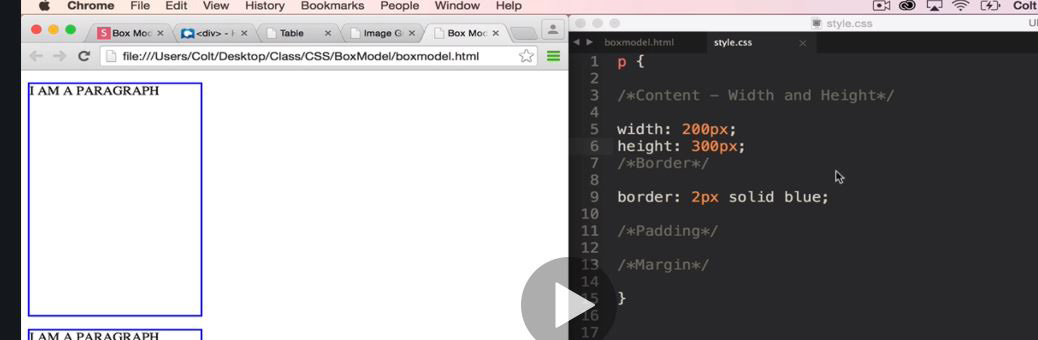 Chrome File Edit View History Bookmarks People Window Help Colt
Box Mod <div> - H Table Image G Box Mod
file:///Users/Colt/Desktop/Class/CSS/BoxModel/boxmodel.html
I AM A PARAGRAPH
I AM A PARAGRAPH
style.css
boxmodel.html style.css
1 p {
2
3 /*Content - Width and Height*/
4
5 width: 200px;
6 height: 300px;
7 /*Border*/
8
9 border: 2px solid blue;
10
11 /*Padding*/
12
13 /*Margin*/
14
15 }
16
17